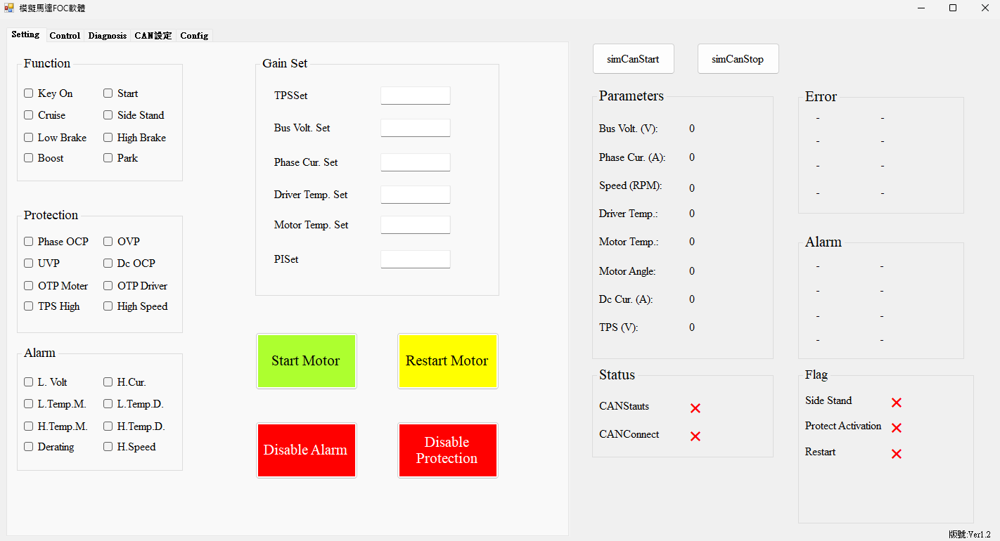 模擬馬達FOC軟體
Setting Control Diagnosis CAN設定 Config
Function
Key On Start
Cruise Side Stand
Low Brake High Brake
Boost Park
Protection
Phase OCP OVP
UVP Dc OCP
OTP Moter OTP Driver
TPS High High Speed
Alarm
L. Volt H.Cur.
L.Temp.M. L.Temp.D.
H.Temp.M. H.Temp.D.
Derating H.Speed
Gain Set
TPSSet
Bus Volt. Set
Phase Cur. Set
Driver Temp. Set
Motor Temp. Set
PISet
Start Motor Restart Motor
Disable Alarm Disable
Protection
simCanStart simCanStop
Parameters
Bus Volt. (V): 0
Phase Cur. (A): 0
Speed (RPM): 0
Driver Temp.: 0
Motor Temp.: 0
Motor Angle: 0
Dc Cur. (A): 0
TPS (V): 0
Error
- -
- -
- -
- -
Alarm
- -
- -
- -
- -
Status
CANStauts ✕
CANConnect ✕
Flag
Side Stand ✕
Protect Activation ✕
Restart ✕
版號:Ver1.2